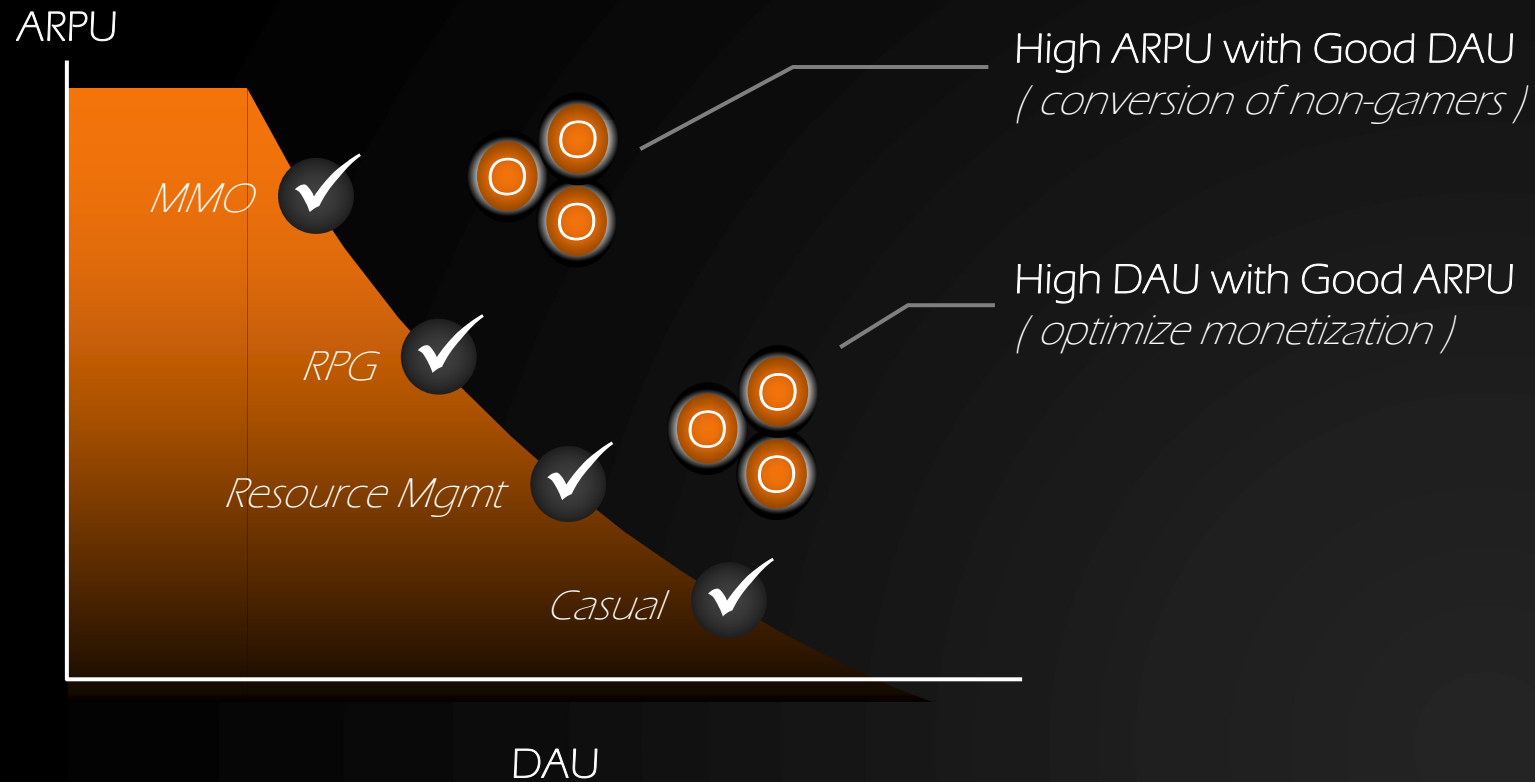 ARPU
High ARPU with Good DAU
( conversion of non-gamers )
O
O
O
MMO
High DAU with Good ARPU
( optimize monetization )
RPG
O
O
O
Resource Mgmt
Casual
DAU